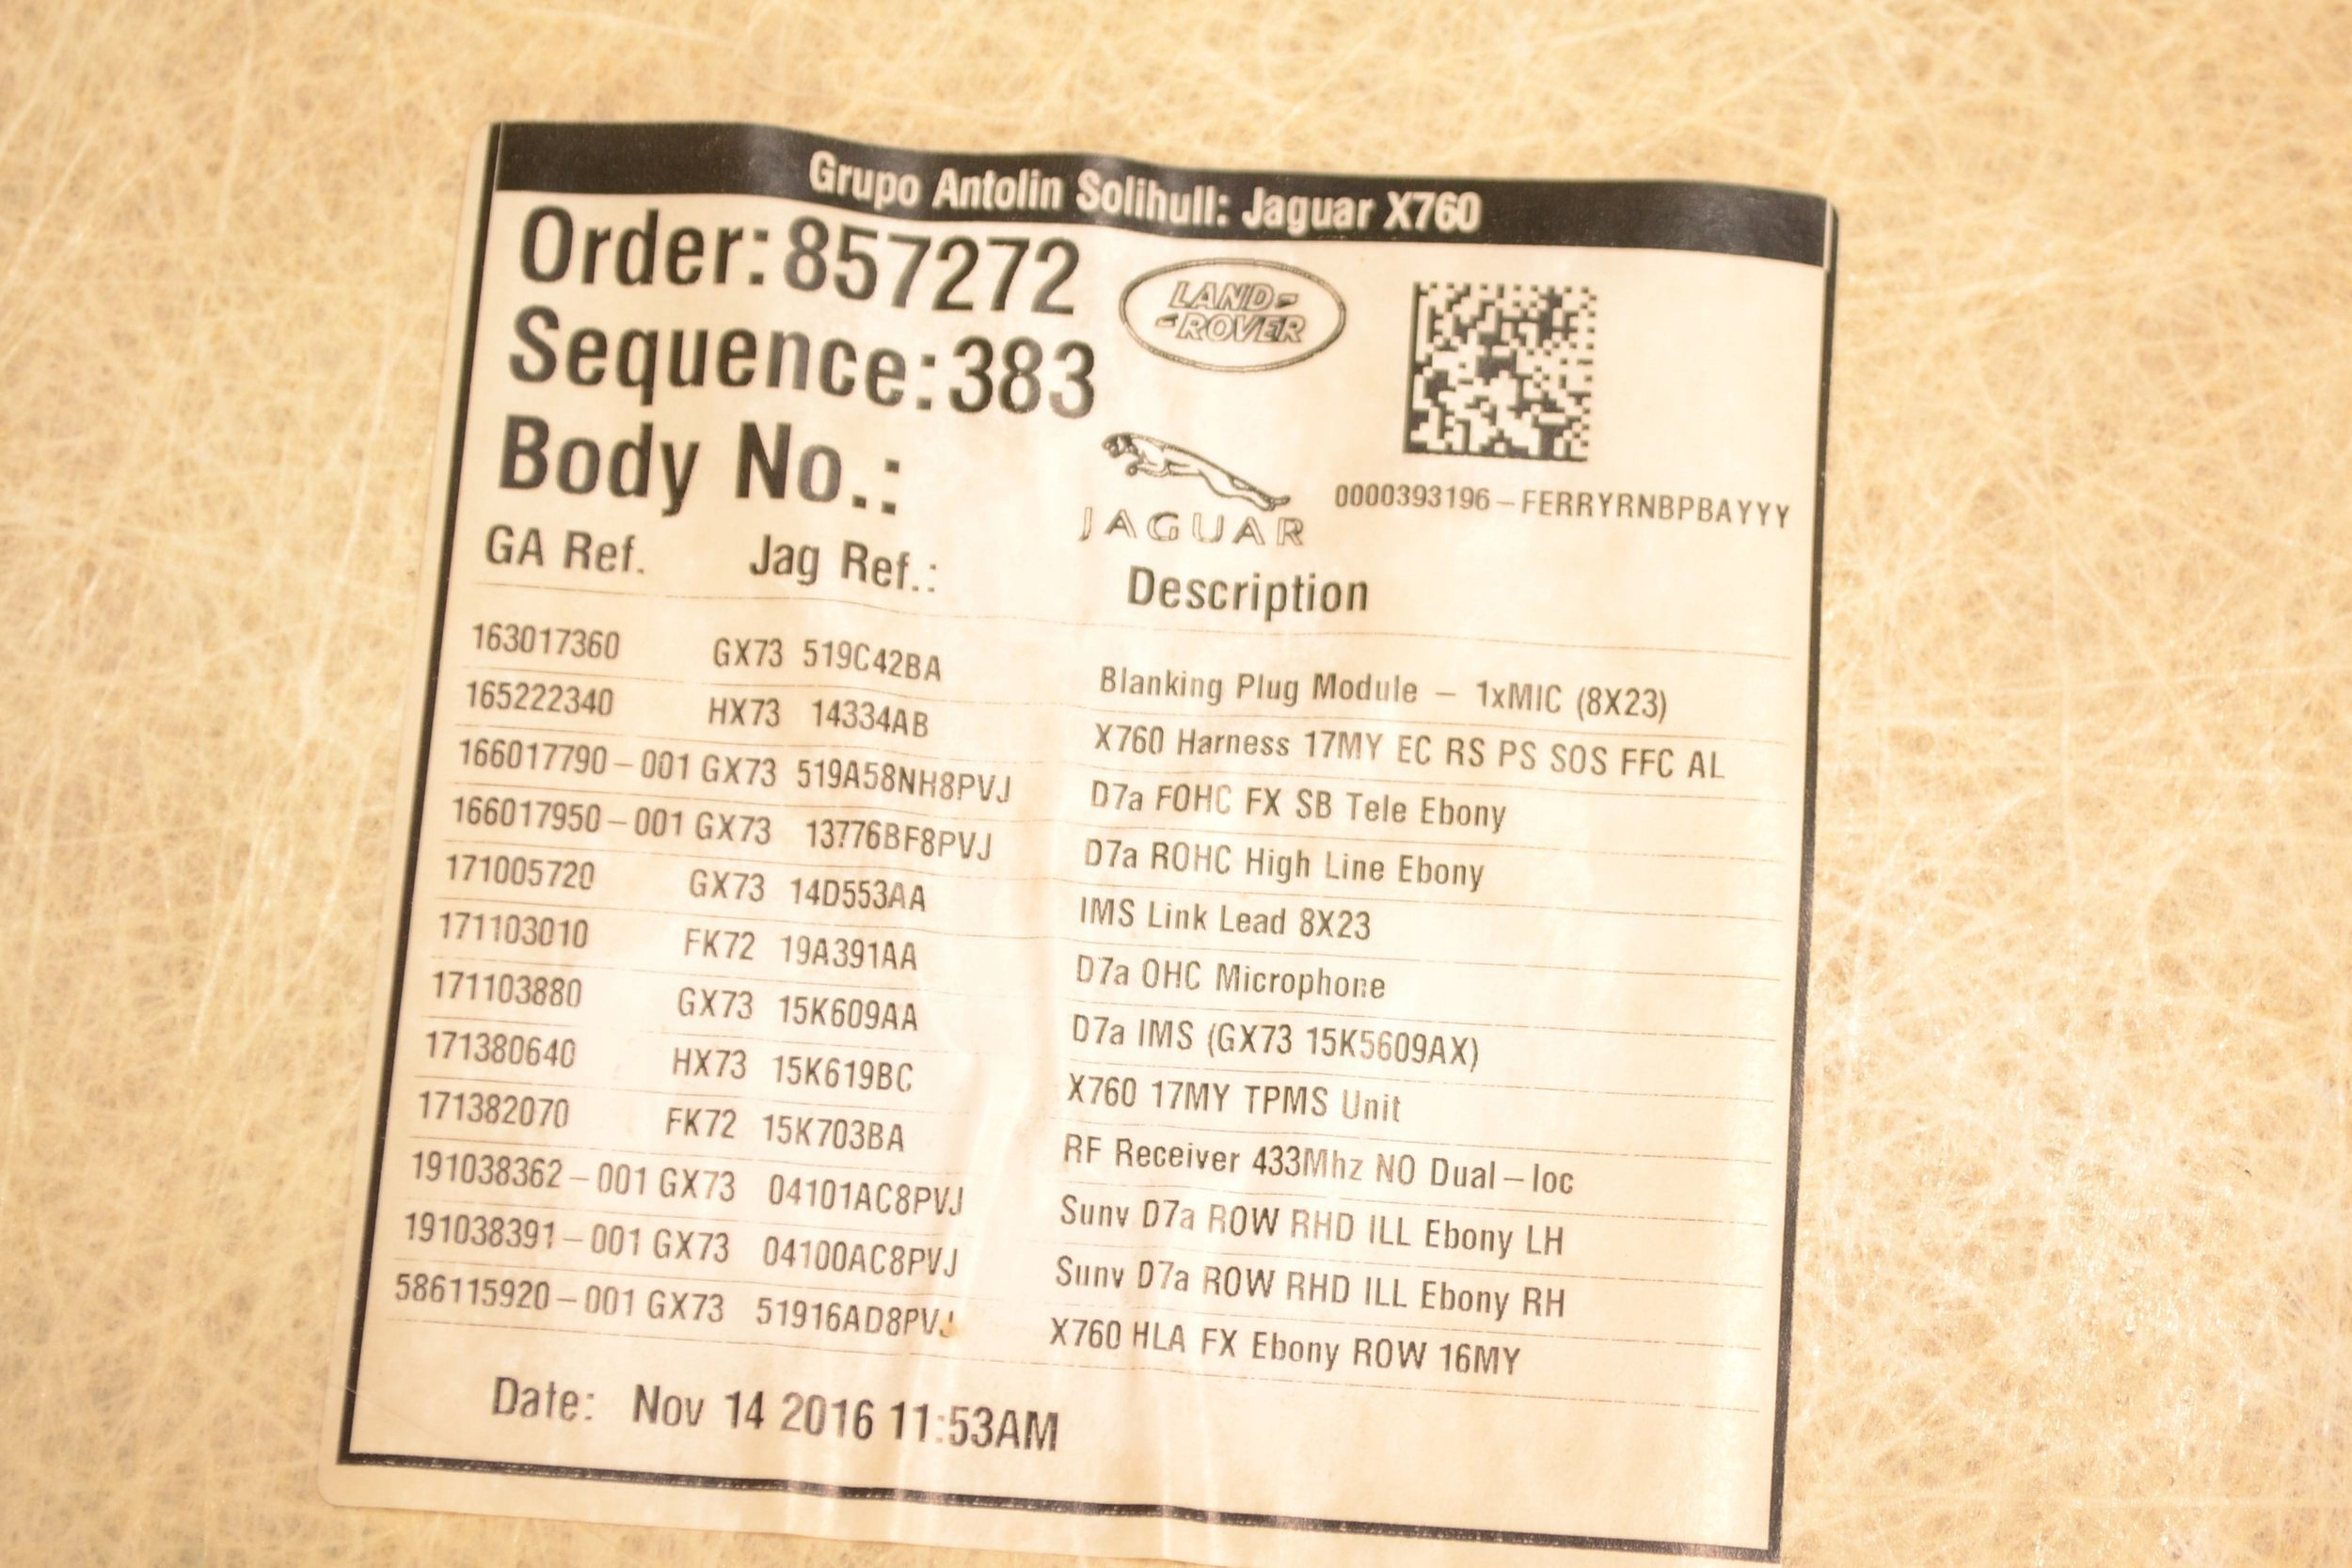 Grupo Antolin Solihull: Jaguar X760
Order:857272
LAND-
-ROVER
Sequence:383
Body No.:
JAGUAR
0000393196-FERRYRNBPBAYYY
GA Ref. Jag Ref.: Description
163017360 GX73 519C42BA Blanking Plug Module - 1xMIC (8X23)
165222340 HX73 14334AB X760 Harness 17MY EC RS PS SOS FFC AL
166017790-001 GX73 519A58NH8PVJ D7a FOHC FX SB Tele Ebony
166017950-001 GX73 13776BF8PVJ D7a ROHC High Line Ebony
171005720 GX73 14D553AA IMS Link Lead 8X23
171103010 FK72 19A391AA D7a OHC Microphone
171103880 GX73 15K609AA D7a IMS (GX73 15K5609AX)
171380640 HX73 15K619BC X760 17MY TPMS Unit
171382070 FK72 15K703BA RF Receiver 433Mhz NO Dual-loc
191038362-001 GX73 04101AC8PVJ Sunv D7a ROW RHD ILL Ebony LH
191038391-001 GX73 04100AC8PVJ Sunv D7a ROW RHD ILL Ebony RH
586115920-001 GX73 51916AD8PVJ X760 HLA FX Ebony ROW 16MY
Date: Nov 14 2016 11:53AM